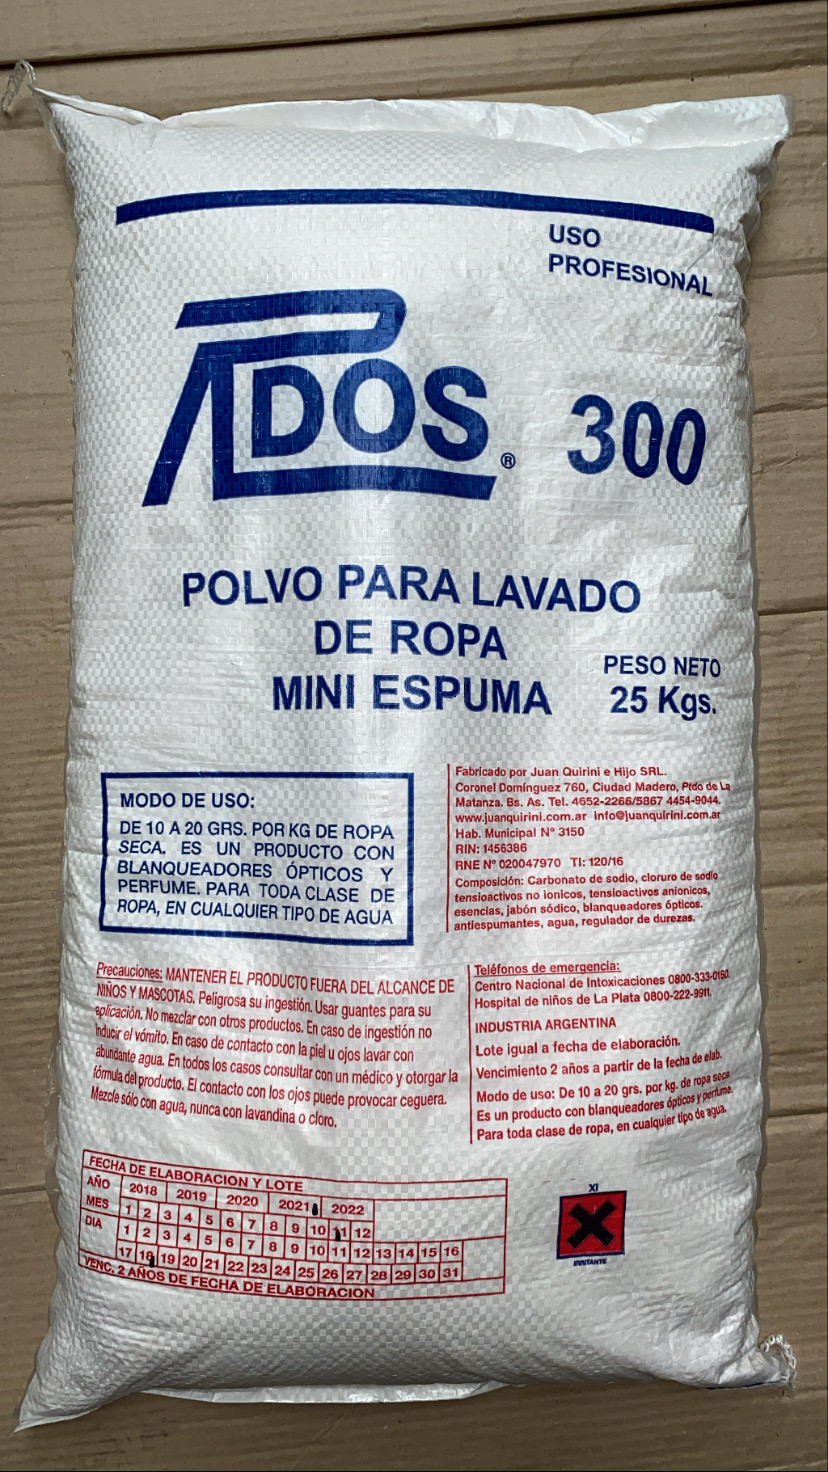 USO
PROFESIONAL
ADOS ® 300
POLVO PARA LAVADO
DE ROPA
MINI ESPUMA
PESO NETO
25 Kgs.
MODO DE USO:
DE 10 A 20 GRS. POR KG DE ROPA
SECA. ES UN PRODUCTO CON
BLANQUEADORES ÓPTICOS Y
PERFUME. PARA TODA CLASE DE
ROPA, EN CUALQUIER TIPO DE AGUA
Fabricado por Juan Quirini e Hijo SRL.
Coronel Domínguez 760, Ciudad Madero, Ptdo de La
Matanza. Bs. As. Tel. 4652-2266/5867 4454-9044.
www.juanquirini.com.ar info@juanquirini.com.ar
Hab. Municipal Nº 3150
RIN: 1456386
RNE Nº 020047970 TI: 120/16
Composición: Carbonato de sodio, cloruro de sodio
tensioactivos no ionicos, tensioactivos anionicos,
esencias, jabón sódico, blanqueadores ópticos.
antiespumantes, agua, regulador de durezas.
Precauciones: MANTENER EL PRODUCTO FUERA DEL ALCANCE DE
NIÑOS Y MASCOTAS. Peligrosa su ingestión. Usar guantes para su
aplicación. No mezclar con otros productos. En caso de ingestión no
inducir el vómito. En caso de contacto con la piel u ojos lavar con
abundante agua. En todos los casos consultar con un médico y otorgar la
fórmula del producto. El contacto con los ojos puede provocar ceguera.
Mezcle sólo con agua, nunca con lavandina o cloro.
Teléfonos de emergencia:
Centro Nacional de Intoxicaciones 0800-333-0160.
Hospital de niños de La Plata 0800-222-9911.
INDUSTRIA ARGENTINA
Lote igual a fecha de elaboración.
Vencimiento 2 años a partir de la fecha de elab.
Modo de uso: De 10 a 20 grs. por kg. de ropa seca
Es un producto con blanqueadores ópticos y perfume.
Para toda clase de ropa, en cualquier tipo de agua.
FECHA DE ELABORACION Y LOTE
AÑO 2018 2019 2020 2021 2022
MES 1 2 3 4 5 6 7 8 9 10 11 12
DIA 1 2 3 4 5 6 7 8 9 10 11 12 13 14 15 16
17 18 19 20 21 22 23 24 25 26 27 28 29 30 31
VENC. 2 AÑOS DE FECHA DE ELABORACION
XI
IRRITANTE